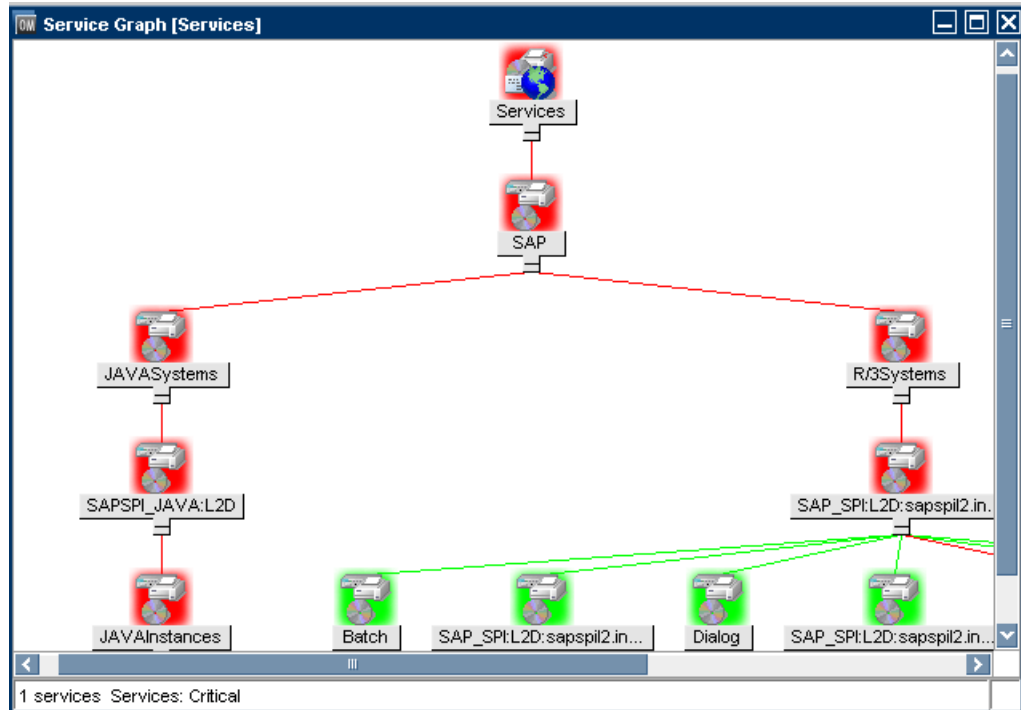 OM Service Graph [Services]
Services
SAP
JAVASystems
R/3Systems
SAPSPI_JAVA:L2D
SAP_SPI:L2D:sapspil2.in...
JAVAInstances
Batch
SAP_SPI:L2D:sapspil2.in...
Dialog
SAP_SPI:L2D:sapspil2.in...
1 services Services: Critical